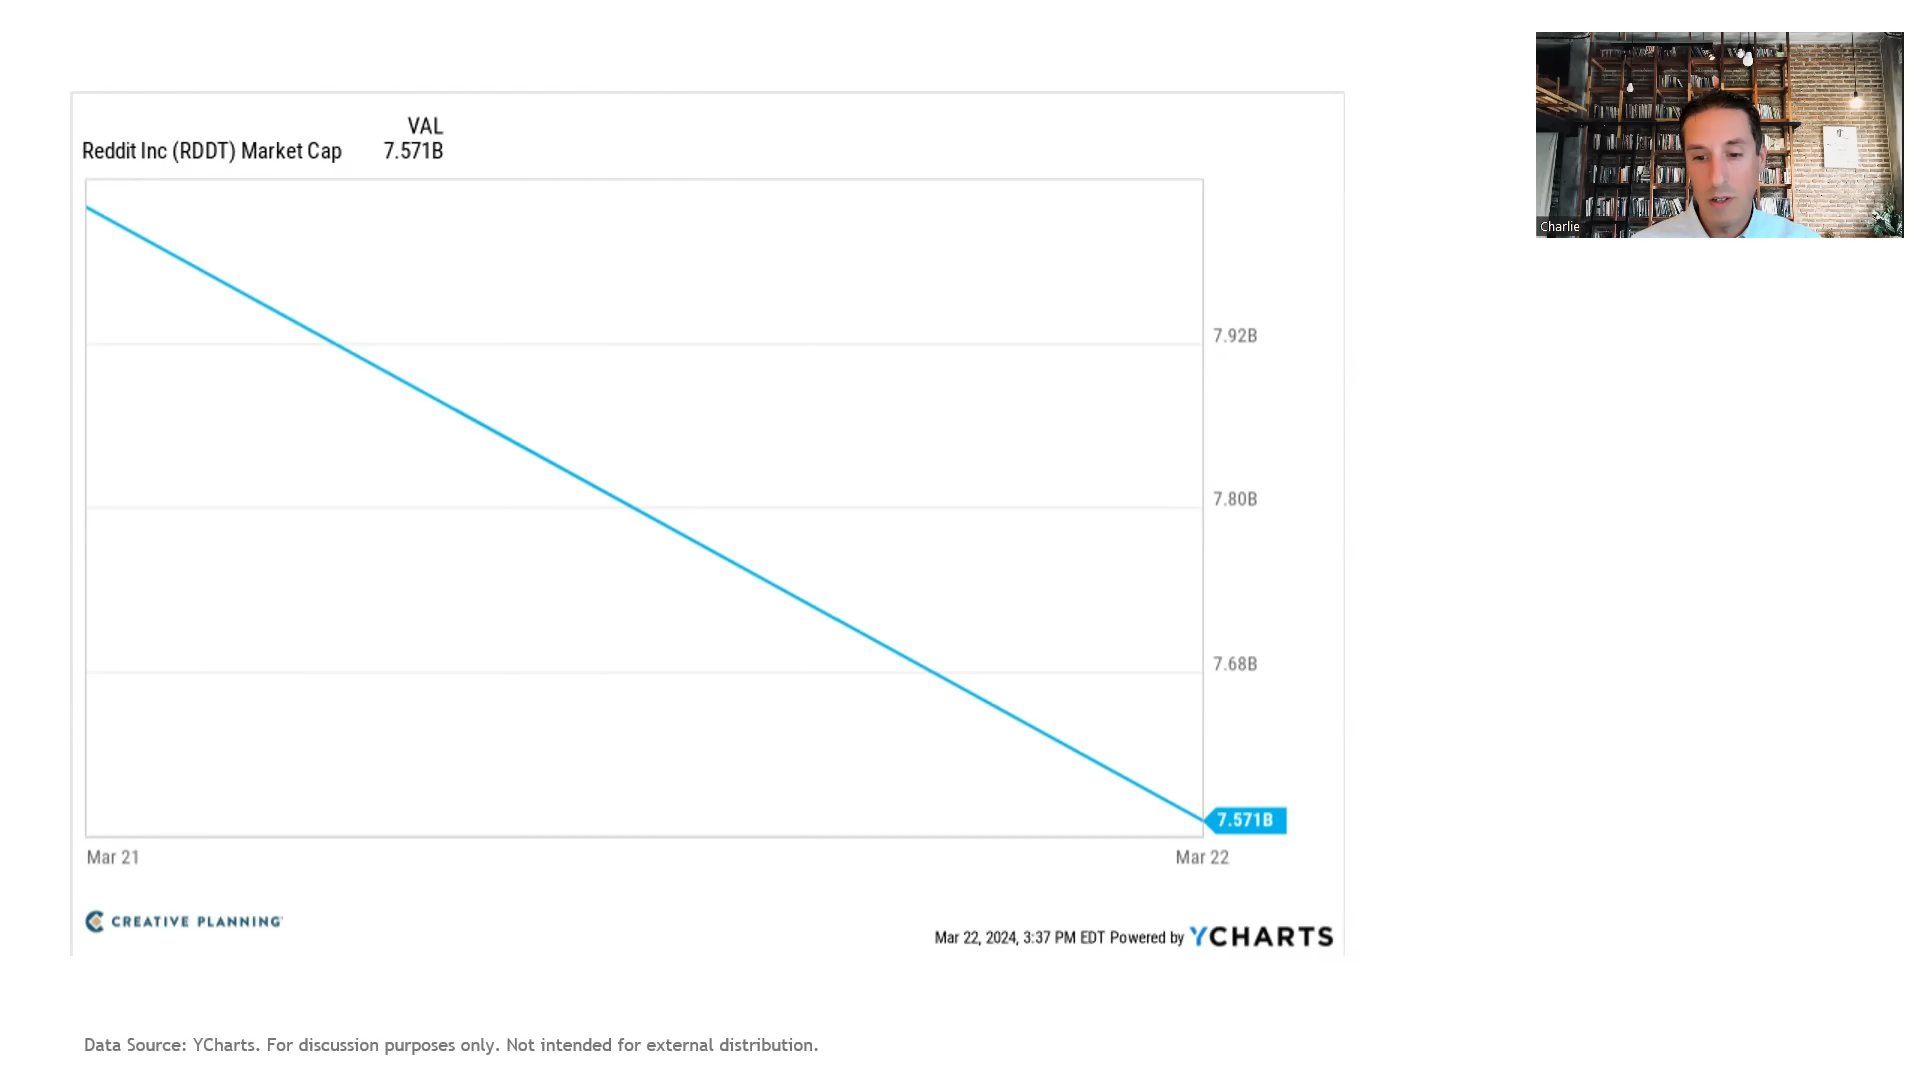 VAL
Reddit Inc (RDDT) Market Cap 7.571B
7.92B
7.80B
7.68B
7.571B
Mar 21 Mar 22
CREATIVE PLANNING
Mar 22, 2024, 3:37 PM EDT Powered by YCHARTS
Data Source: YCharts. For discussion purposes only. Not intended for external distribution.
Charlie